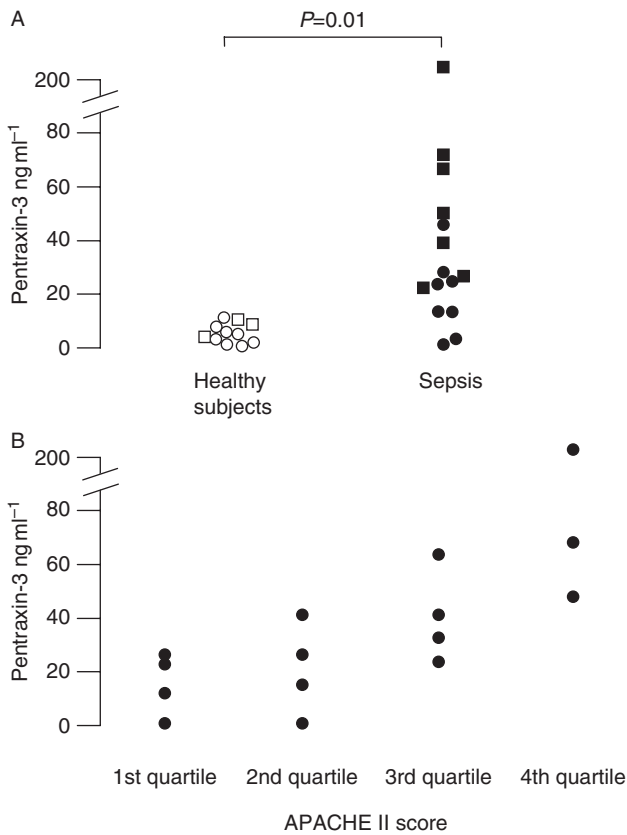 A
P=0.01
200
80
60
40
20
0
Pentraxin-3 ng ml⁻¹
Healthy
subjects
Sepsis
B
200
80
60
40
20
0
Pentraxin-3 ng ml⁻¹
1st quartile 2nd quartile 3rd quartile 4th quartile
APACHE II score